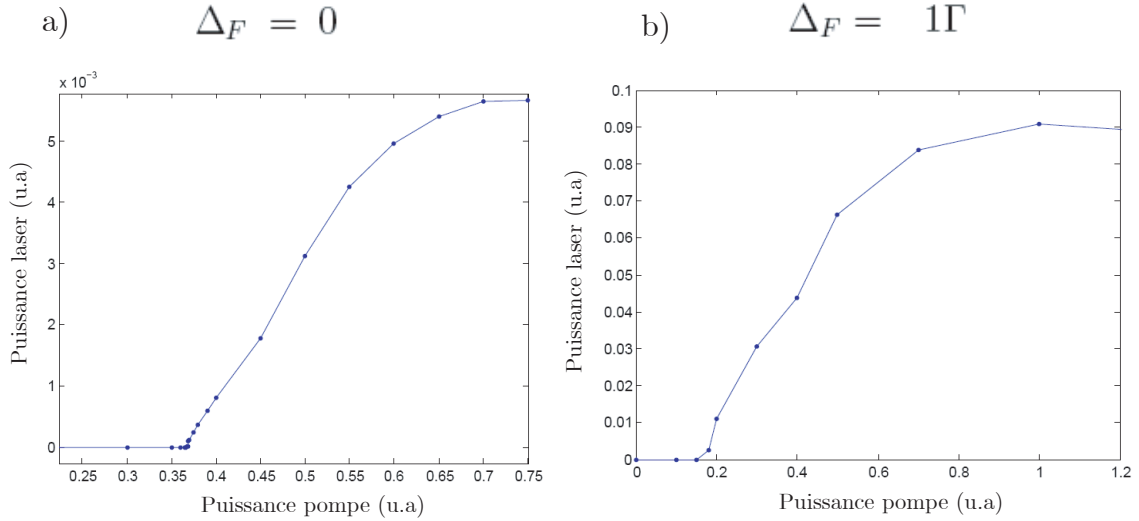 a)
Δ_F = 0
x 10⁻³
5
4
3
2
1
0
0.25 0.3 0.35 0.4 0.45 0.5 0.55 0.6 0.65 0.7 0.75
Puissance laser (u.a)
Puissance pompe (u.a)
b)
Δ_F = 1Γ
0.1
0.09
0.08
0.07
0.06
0.05
0.04
0.03
0.02
0.01
0
0 0.2 0.4 0.6 0.8 1 1.2
Puissance laser (u.a)
Puissance pompe (u.a)